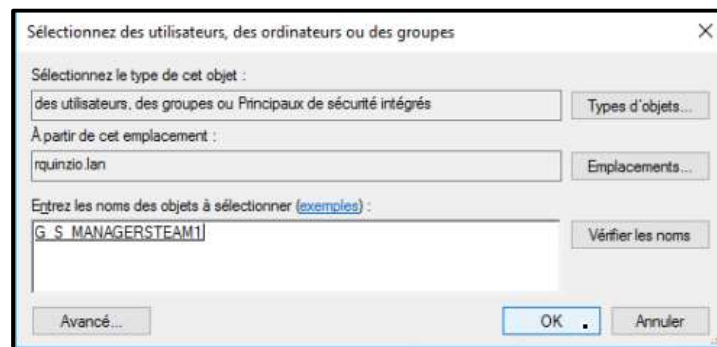 Sélectionnez des utilisateurs, des ordinateurs ou des groupes
Sélectionnez le type de cet objet :
des utilisateurs, des groupes ou Principaux de sécurité intégrés
Types d'objets...
À partir de cet emplacement :
rquinzio.lan
Emplacements...
Entrez les noms des objets à sélectionner (exemples) :
G_S_MANAGERSTEAM1
Vérifier les noms
Avancé...
OK
Annuler